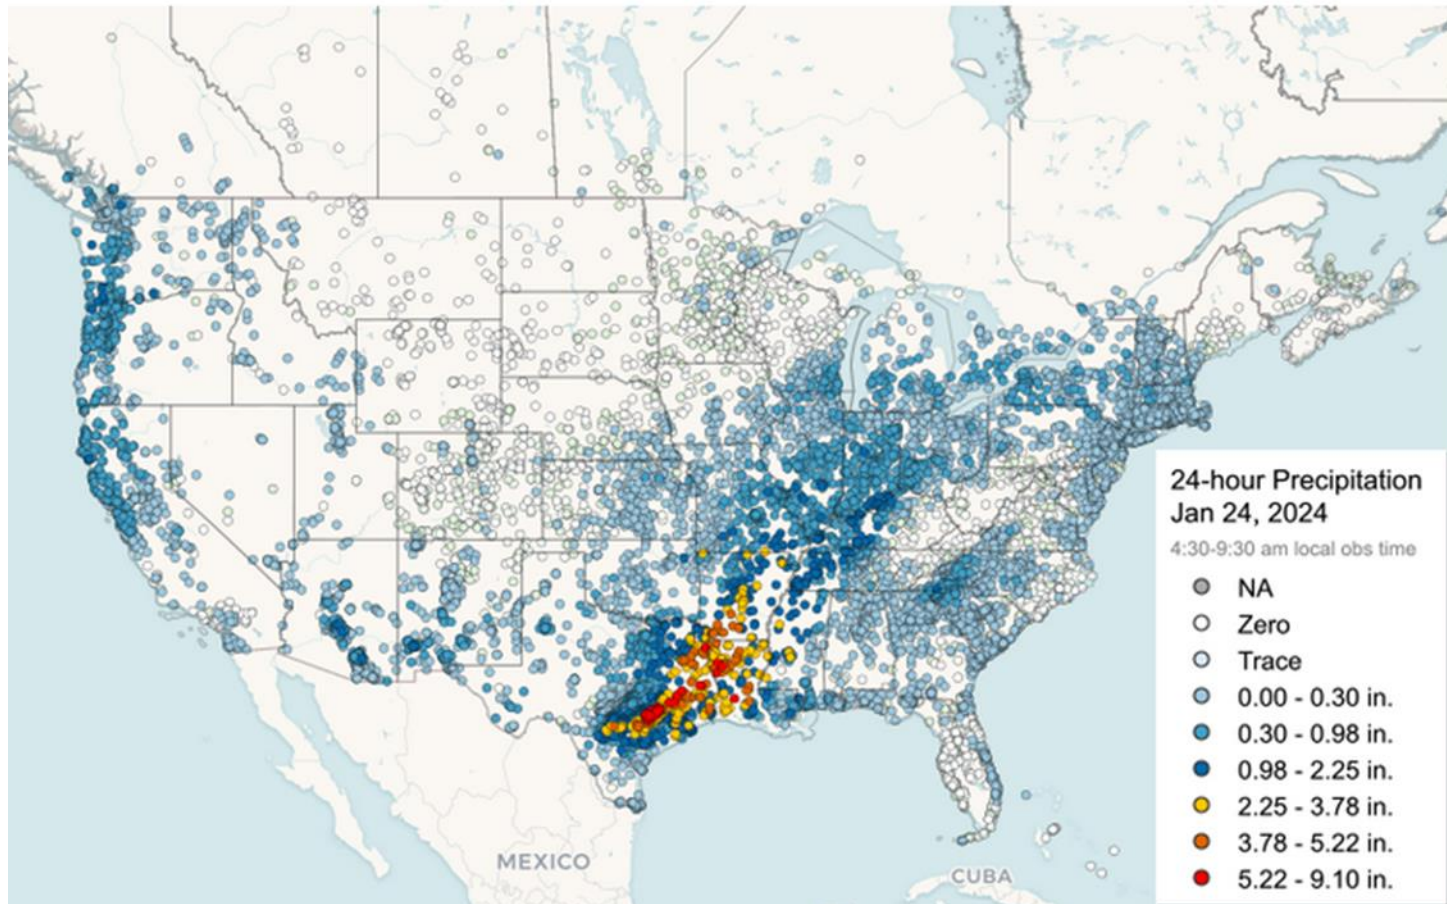 24-hour Precipitation
Jan 24, 2024
4:30-9:30 am local obs time
NA
Zero
Trace
0.00 - 0.30 in.
0.30 - 0.98 in.
0.98 - 2.25 in.
2.25 - 3.78 in.
3.78 - 5.22 in.
5.22 - 9.10 in.
MEXICO
CUBA